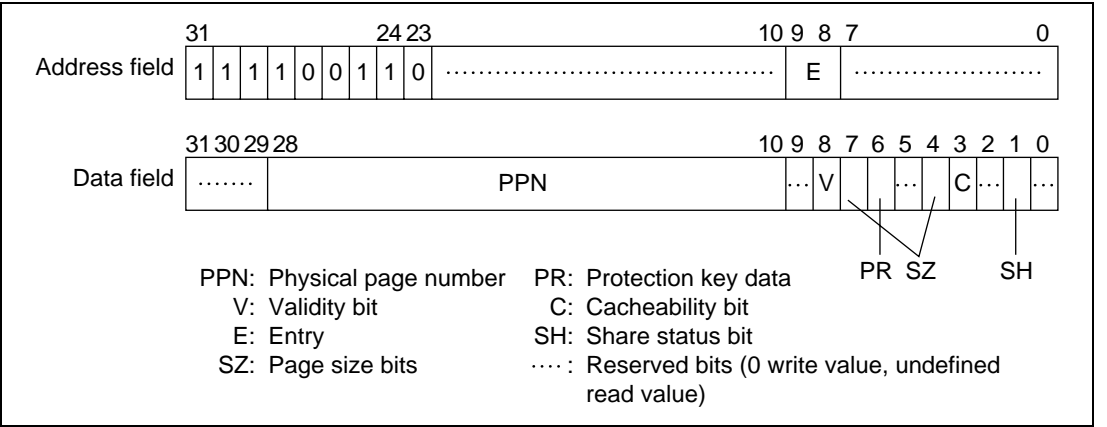 31 24 23 10 9 8 7 0
Address field 1 1 1 1 0 0 1 1 0 ........................................ E ........................
31 30 29 28 10 9 8 7 6 5 4 3 2 1 0
Data field ....... PPN ... V ... C ... ...
PR SZ SH
PPN: Physical page number PR: Protection key data
V: Validity bit C: Cacheability bit
E: Entry SH: Share status bit
SZ: Page size bits ....: Reserved bits (0 write value, undefined
read value)